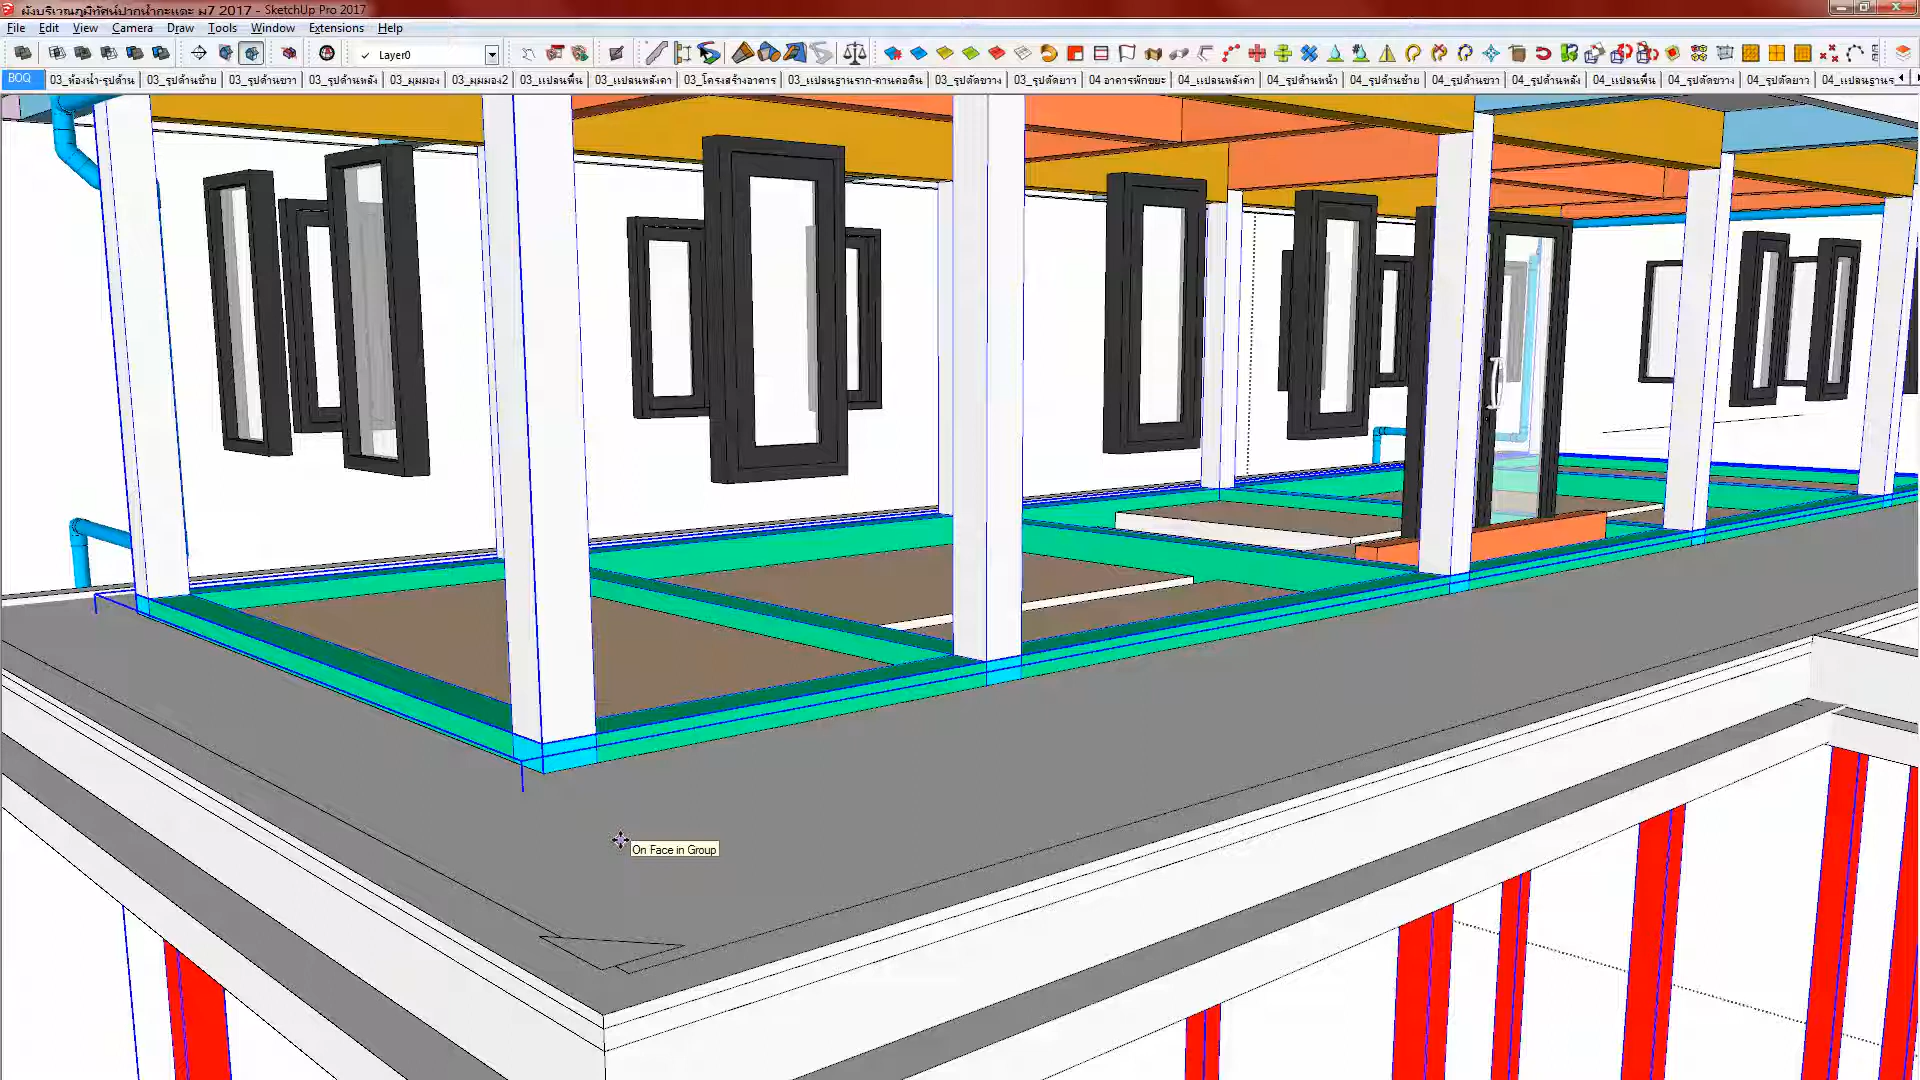 ผังบริเวณภูมิทัศน์ปากน้ำกะแดะ ม7 2017 - SketchUp Pro 2017
File Edit View Camera Draw Tools Window Extensions Help
Layer0
BOQ 03_ห้องน้ำ-รูปด้าน 03_รูปด้านซ้าย 03_รูปด้านขวา 03_รูปด้านหลัง 03_มุมมอง 03_มุมมอง2 03_แปลนพื้น 03_แปลนหลังคา 03_โครงสร้างอาคาร 03_แปลนฐานราก-คานคอดิน 03_รูปตัดขวาง 03_รูปตัดยาว 04 อาคารพักขยะ 04_แปลนหลังคา 04_รูปด้านหน้า 04_รูปด้านซ้าย 04_รูปด้านขวา 04_รูปด้านหลัง 04_แปลนพื้น 04_รูปตัดขวาง 04_รูปตัดยาว 04_แปลนฐานร
On Face in Group